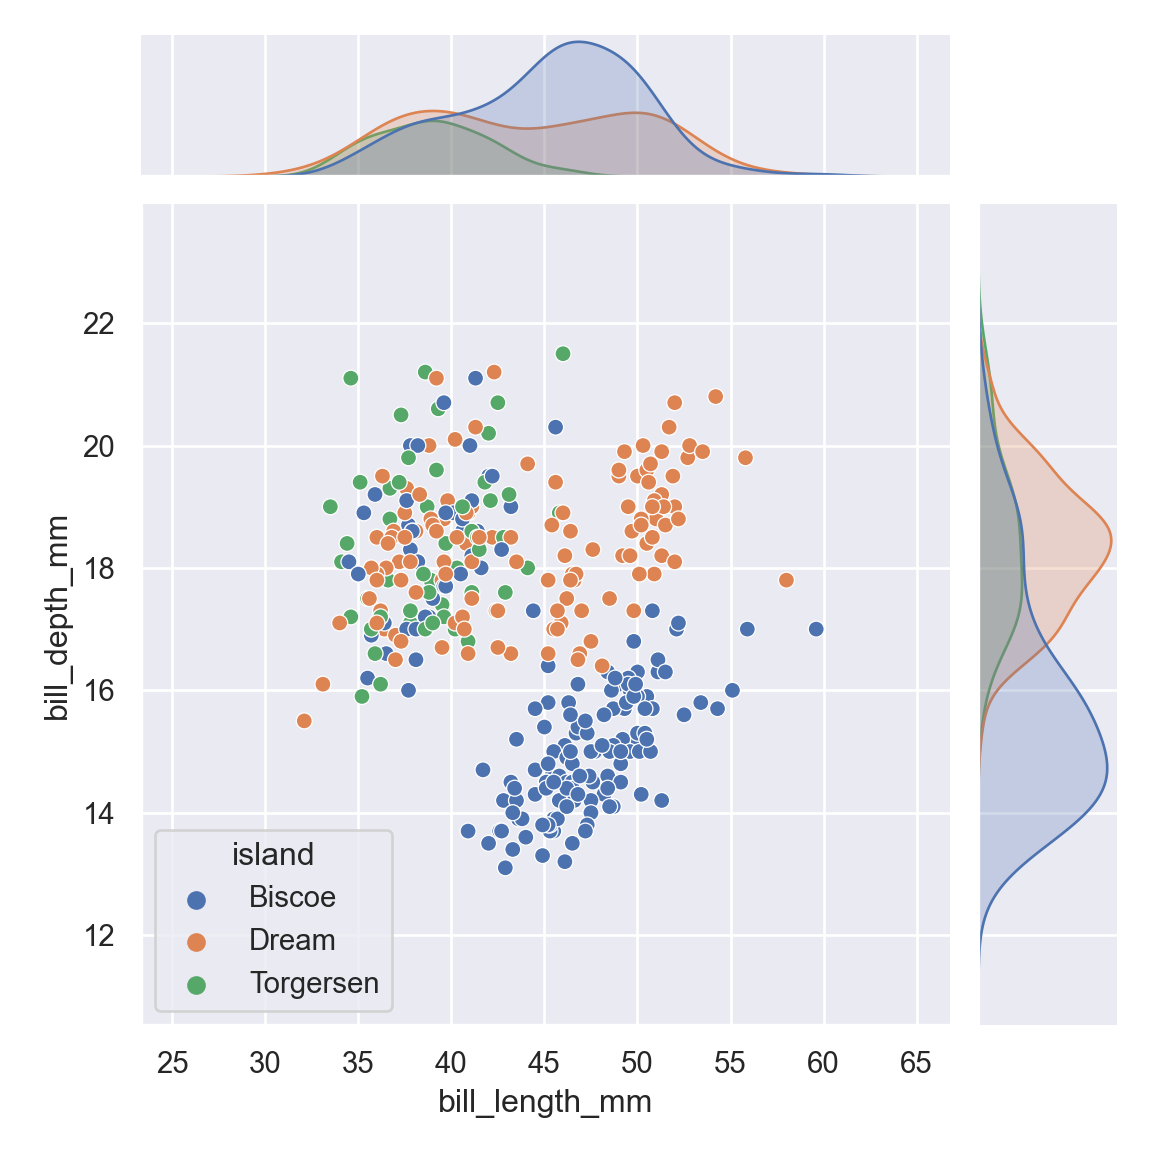 22
20
18
16
14
12
bill_depth_mm
island
Biscoe
Dream
Torgersen
25 30 35 40 45 50 55 60 65
bill_length_mm